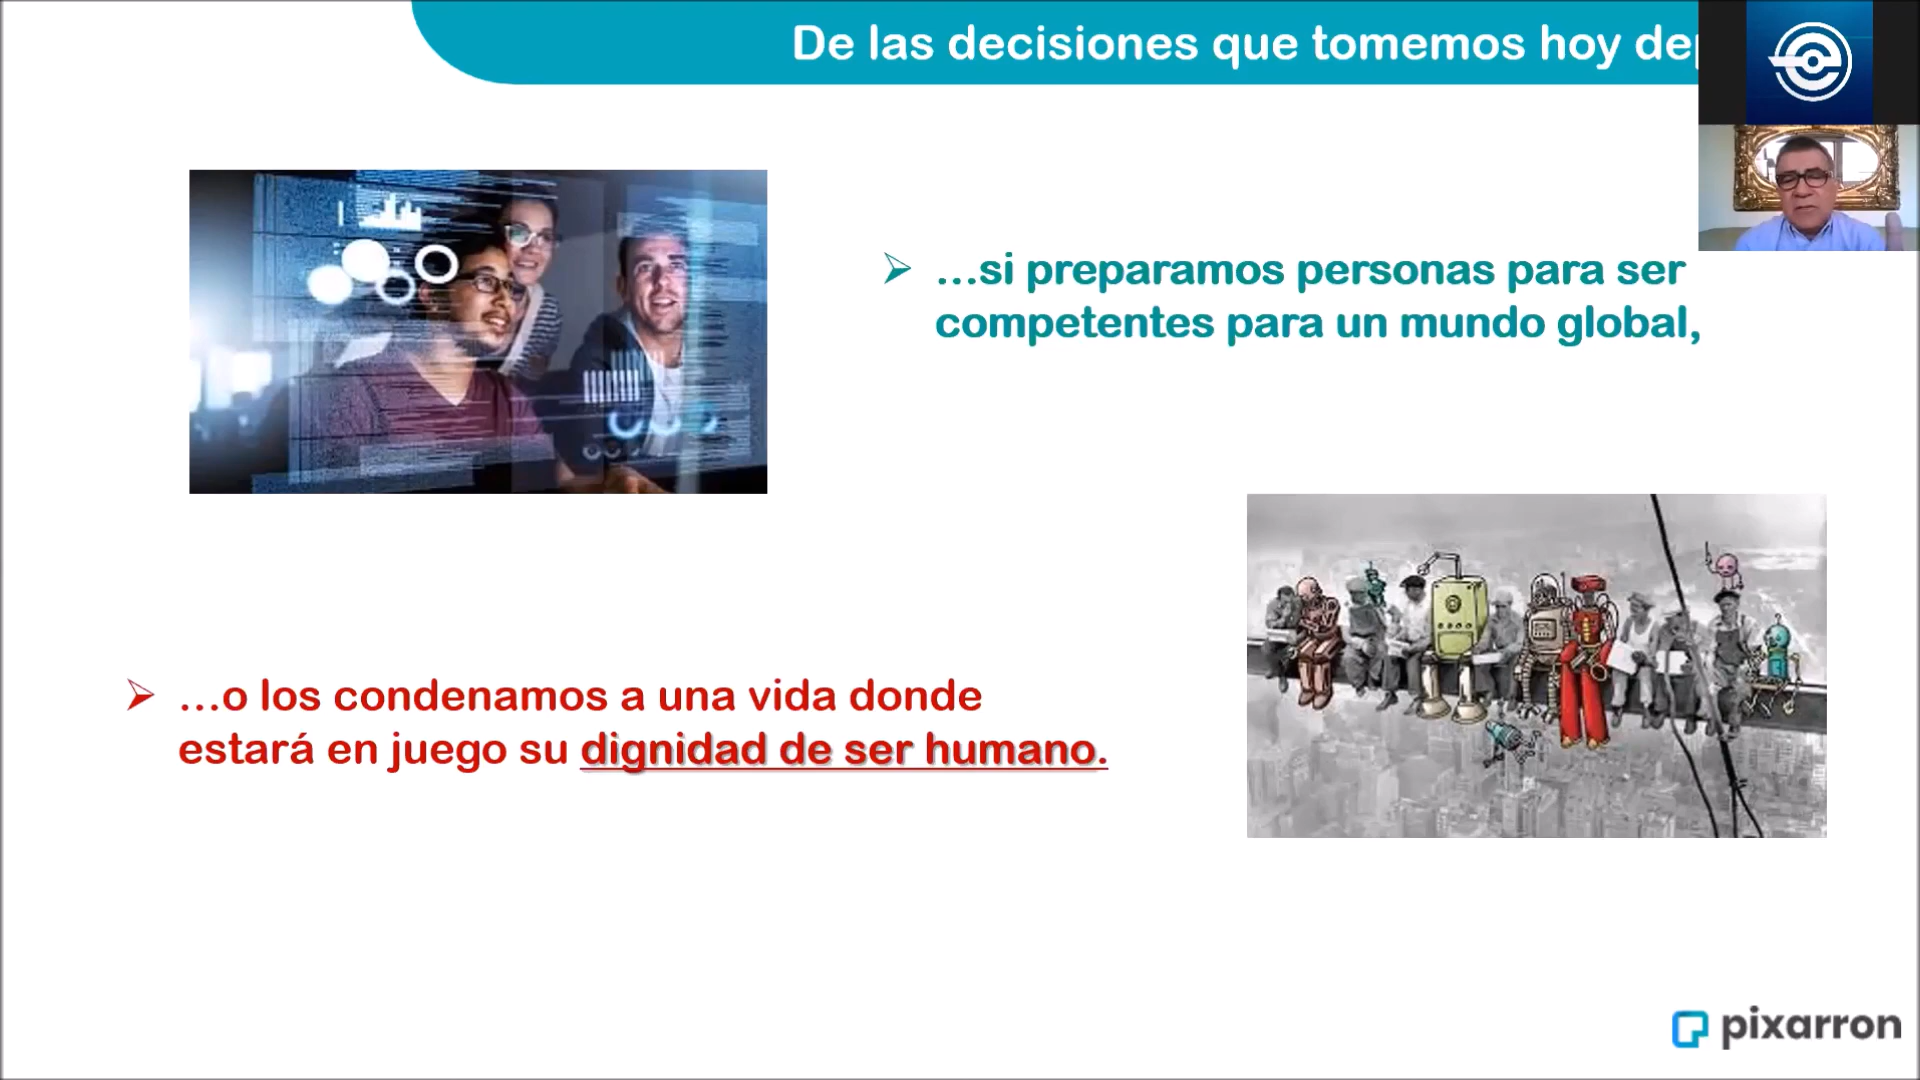 De las decisiones que tomemos hoy
…si preparamos personas para ser
competentes para un mundo global,
…o los condenamos a una vida donde
estará en juego su dignidad de ser humano.
pixarron